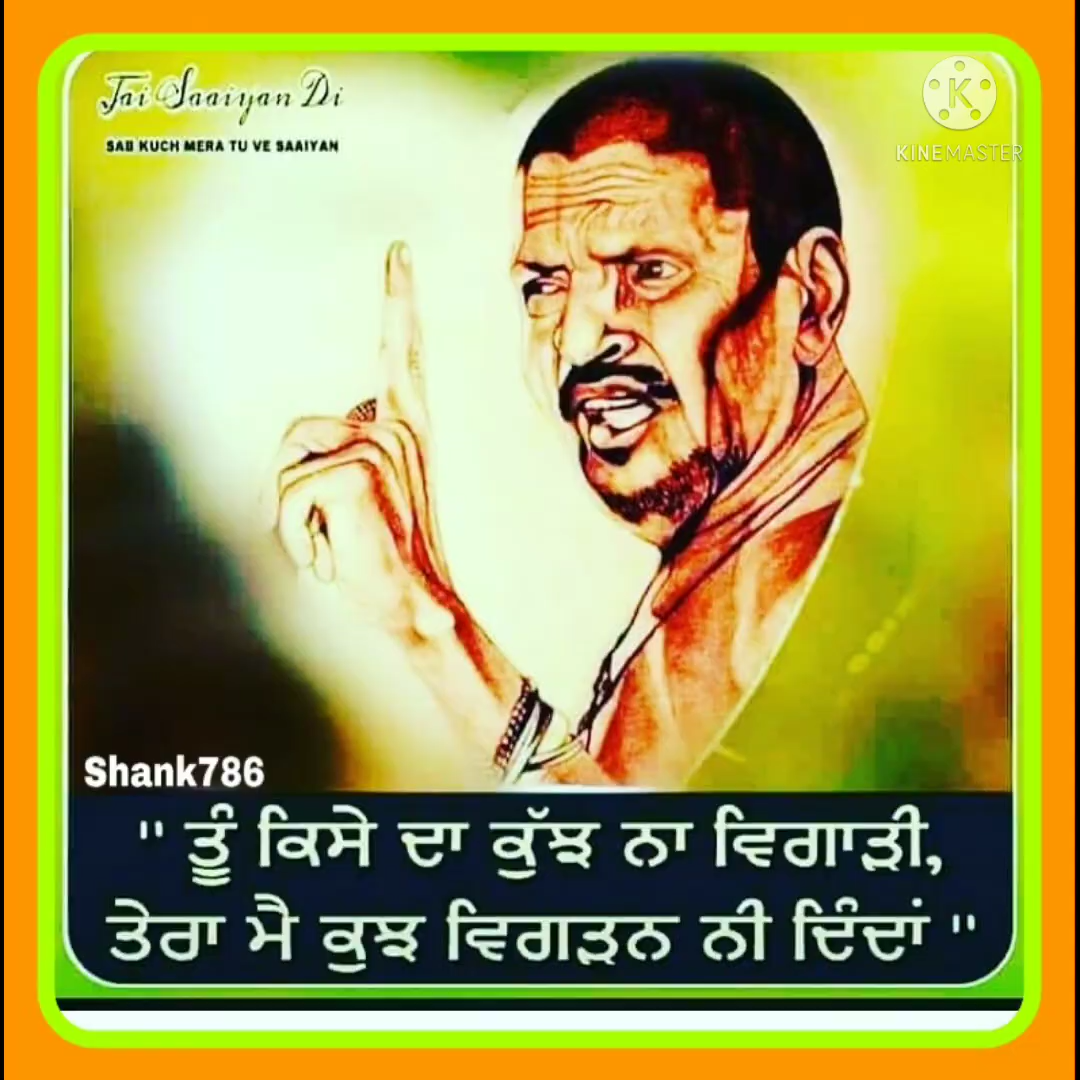 Jai Saaiyan Di
SAB KUCH MERA TU VE SAAIYAN
KINEMASTER
Shank786
" ਤੂੰ ਕਿਸੇ ਦਾ ਕੁੱਝ ਨਾ ਵਿਗਾੜੀ,
ਤੇਰਾ ਮੈ ਕੁਝ ਵਿਗੜਨ ਨੀ ਦਿੰਦਾਂ "